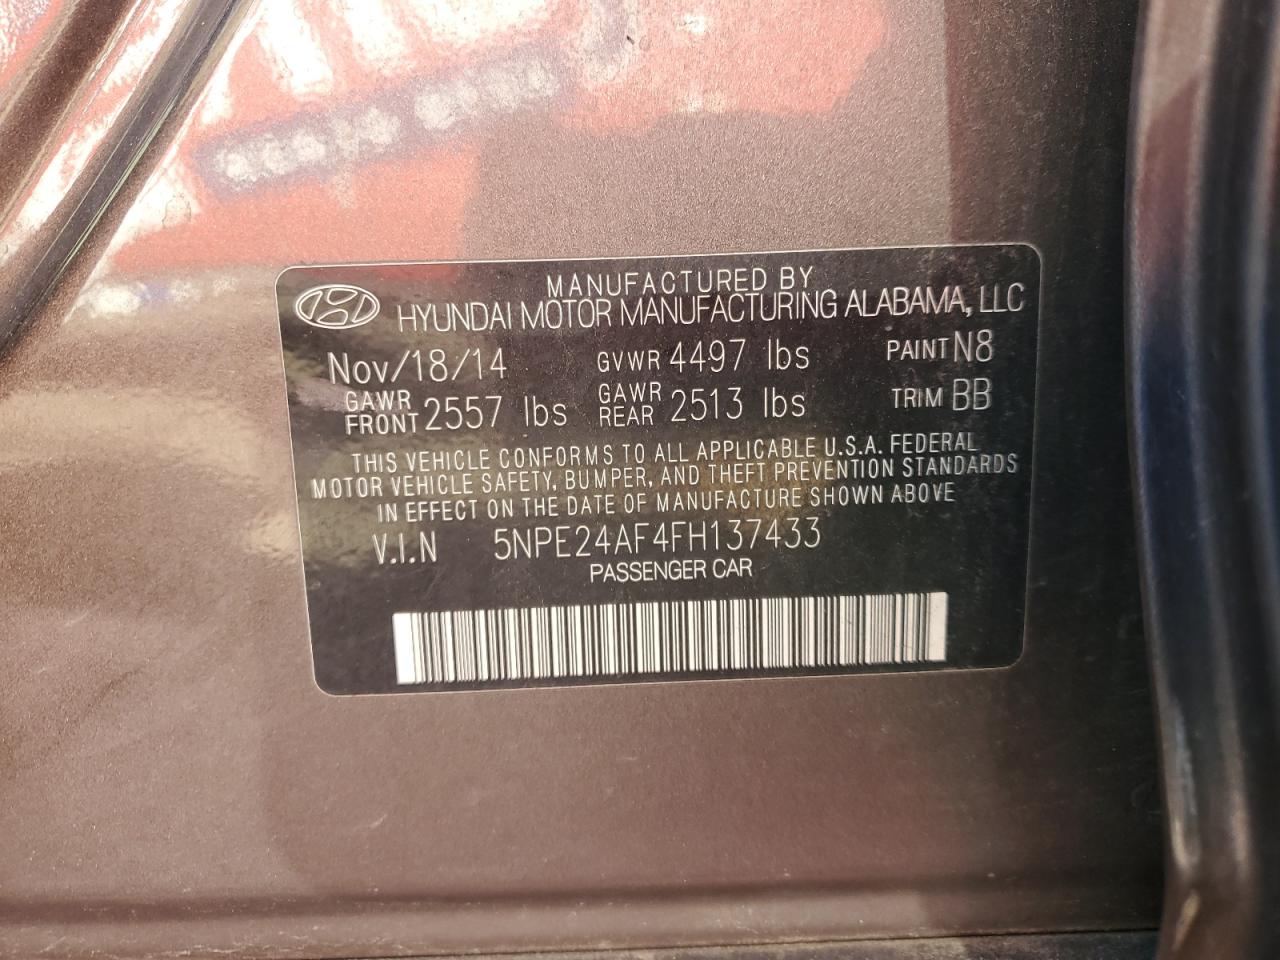 MANUFACTURED BY
HYUNDAI MOTOR MANUFACTURING ALABAMA, LLC
Nov/18/14 GVWR 4497 lbs PAINT N8
GAWR FRONT 2557 lbs GAWR REAR 2513 lbs TRIM BB
THIS VEHICLE CONFORMS TO ALL APPLICABLE U.S.A. FEDERAL
MOTOR VEHICLE SAFETY, BUMPER, AND THEFT PREVENTION STANDARDS
IN EFFECT ON THE DATE OF MANUFACTURE SHOWN ABOVE
V.I.N 5NPE24AF4FH137433
PASSENGER CAR